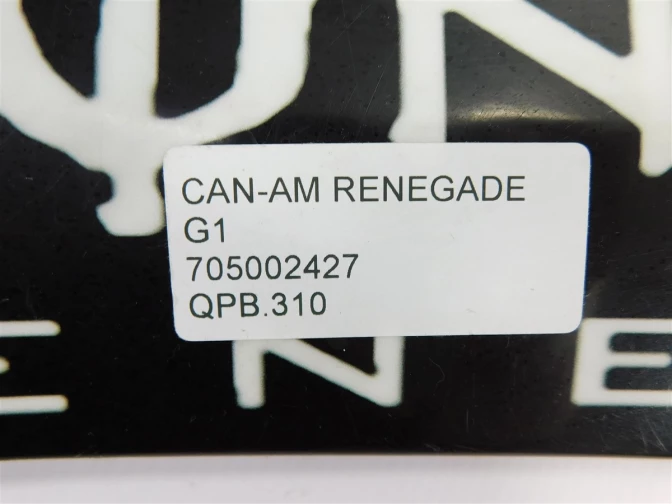 CAN-AM RENEGADE
G1
705002427
QPB.310
E N E